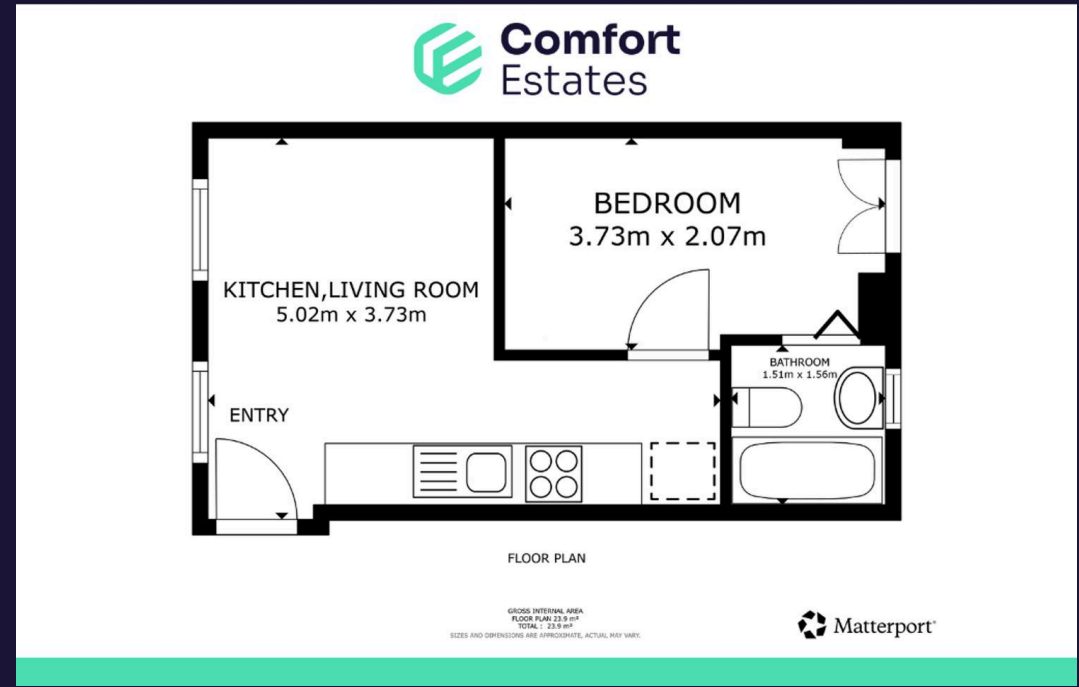 Comfort
Estates
BEDROOM
3.73m x 2.07m
KITCHEN,LIVING ROOM
5.02m x 3.73m
BATHROOM
1.51m x 1.56m
ENTRY
FLOOR PLAN
GROSS INTERNAL AREA
FLOOR PLAN 23.9 m²
TOTAL : 23.9 m²
SIZES AND DIMENSIONS ARE APPROXIMATE, ACTUAL MAY VARY.
Matterport